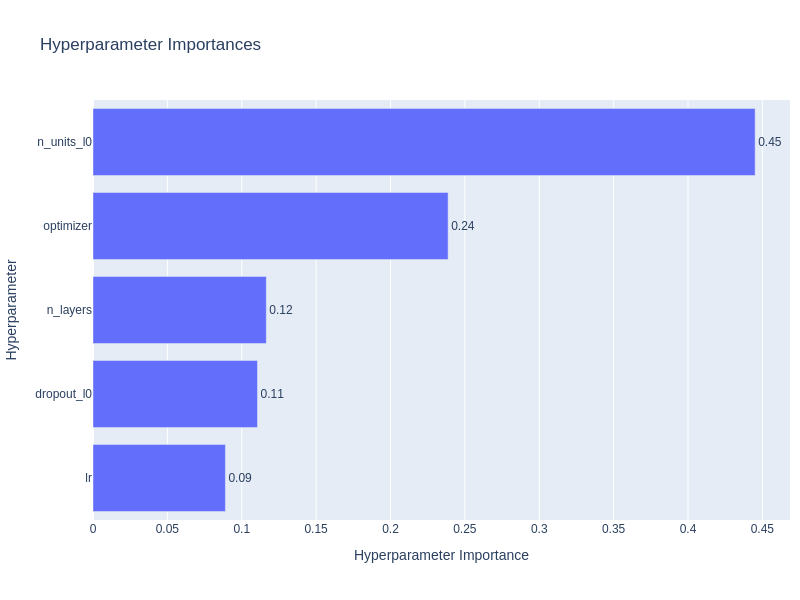 Hyperparameter Importances
n_units_l0
0.45
optimizer
0.24
n_layers
0.12
dropout_l0
0.11
lr
0.09
0 0.05 0.1 0.15 0.2 0.25 0.3 0.35 0.4 0.45
Hyperparameter Importance
Hyperparameter